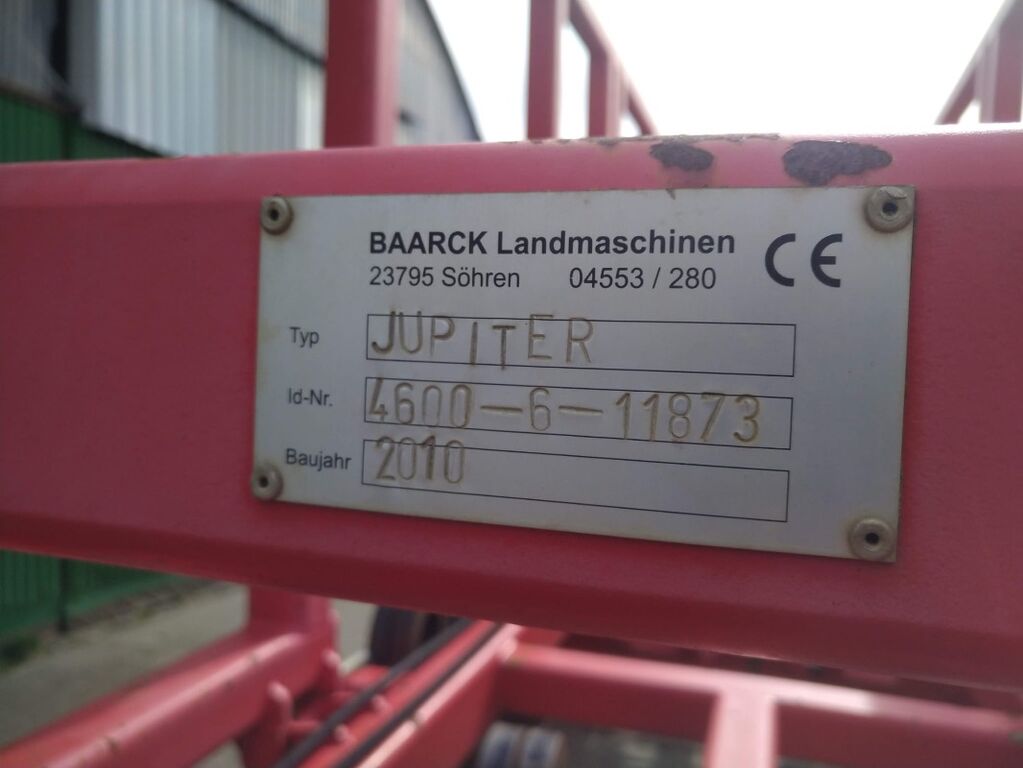 BAARCK Landmaschinen
23795 Söhren 04553 / 280
CE
Typ JUPITER
Id-Nr. 4600-6-11873
Baujahr 2010